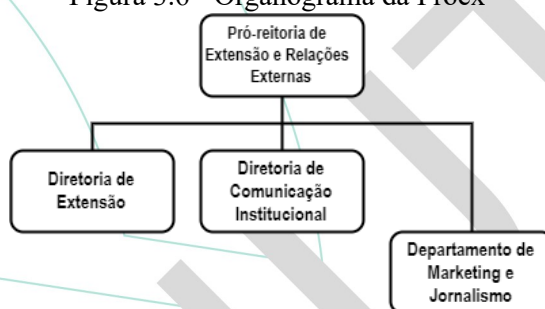 Figura 5.6 - Organograma da Proex
Pró-reitoria de
Extensão e Relações
Externas
Diretoria de
Extensão
Diretoria de
Comunicação
Institucional
Departamento de
Marketing e
Jornalismo